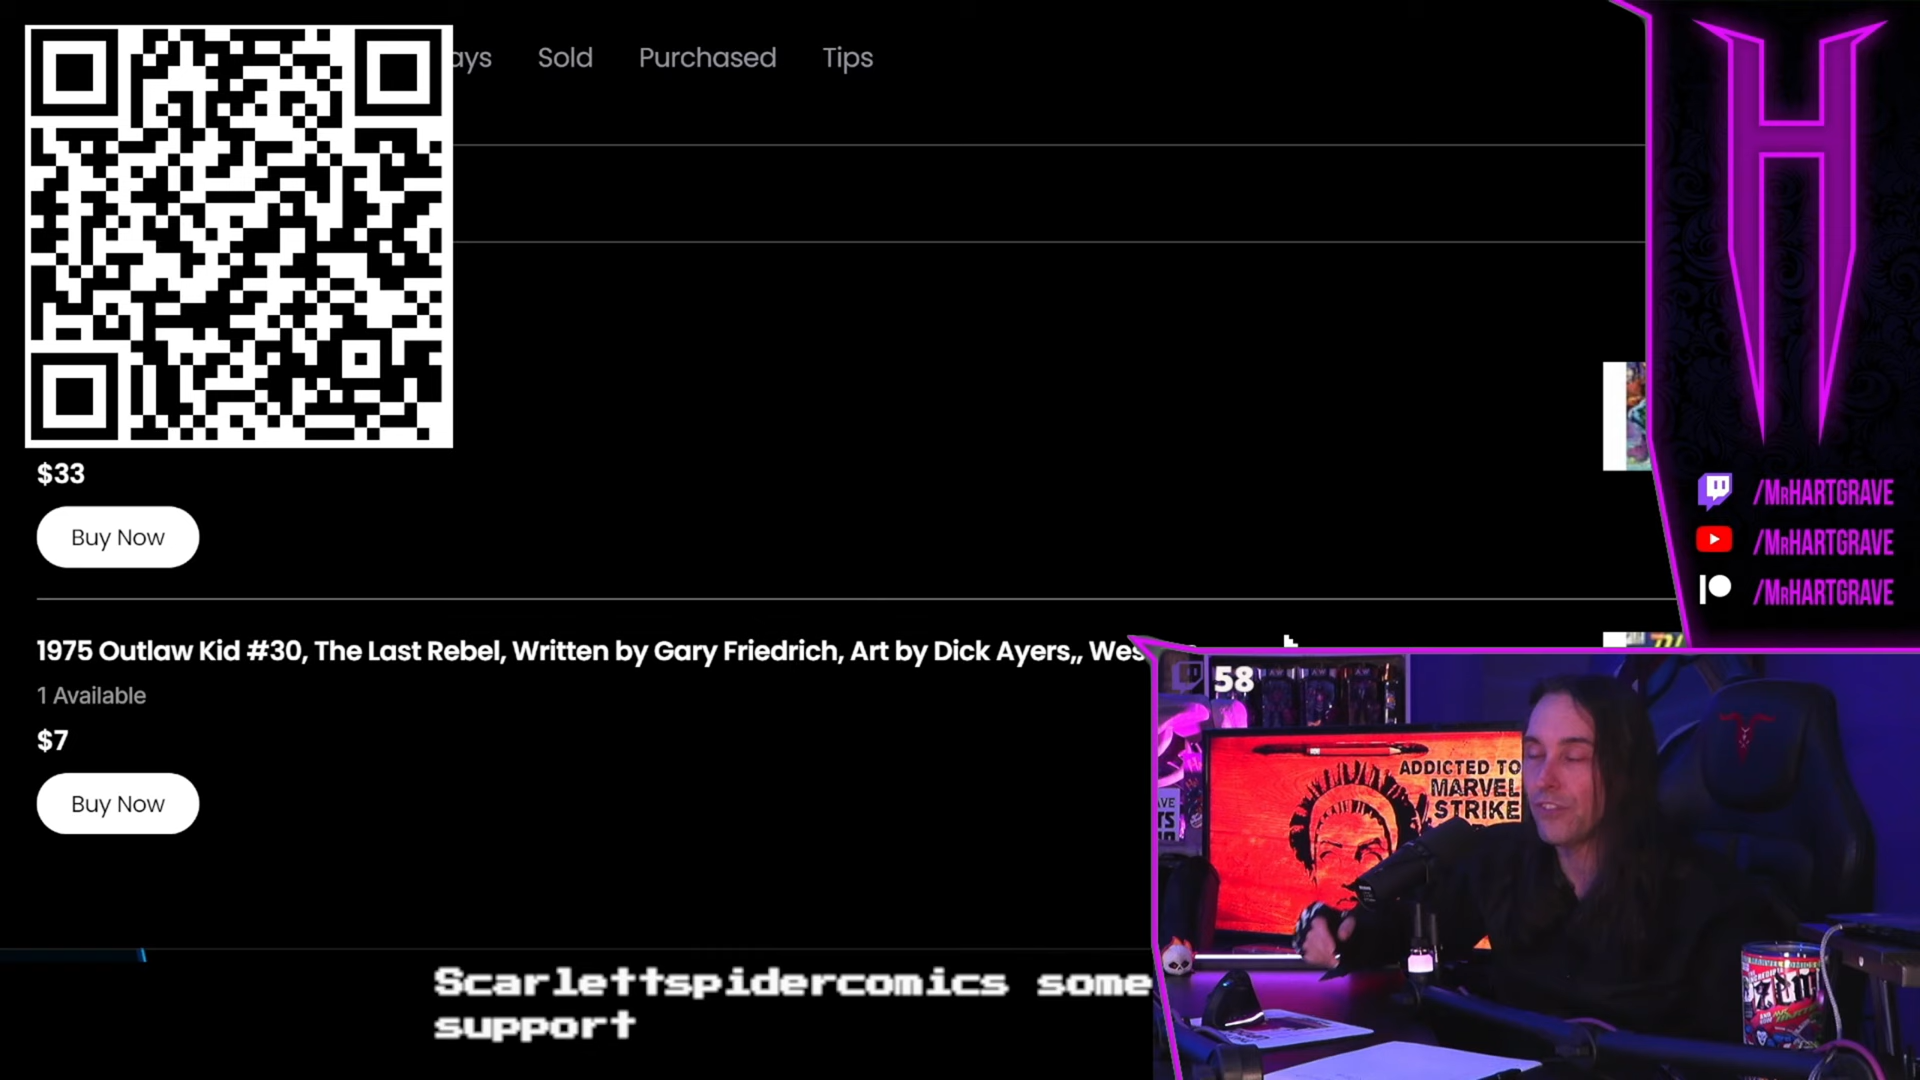 ays Sold Purchased Tips
$33
Buy Now
1975 Outlaw Kid #30, The Last Rebel, Written by Gary Friedrich, Art by Dick Ayers,, Wes
1 Available
$7
Buy Now
Scarlettspidercomics some
support
/MrHARTGRAVE
/MrHARTGRAVE
/MrHARTGRAVE
58
ADDICTED TO
MARVEL
STRIKE